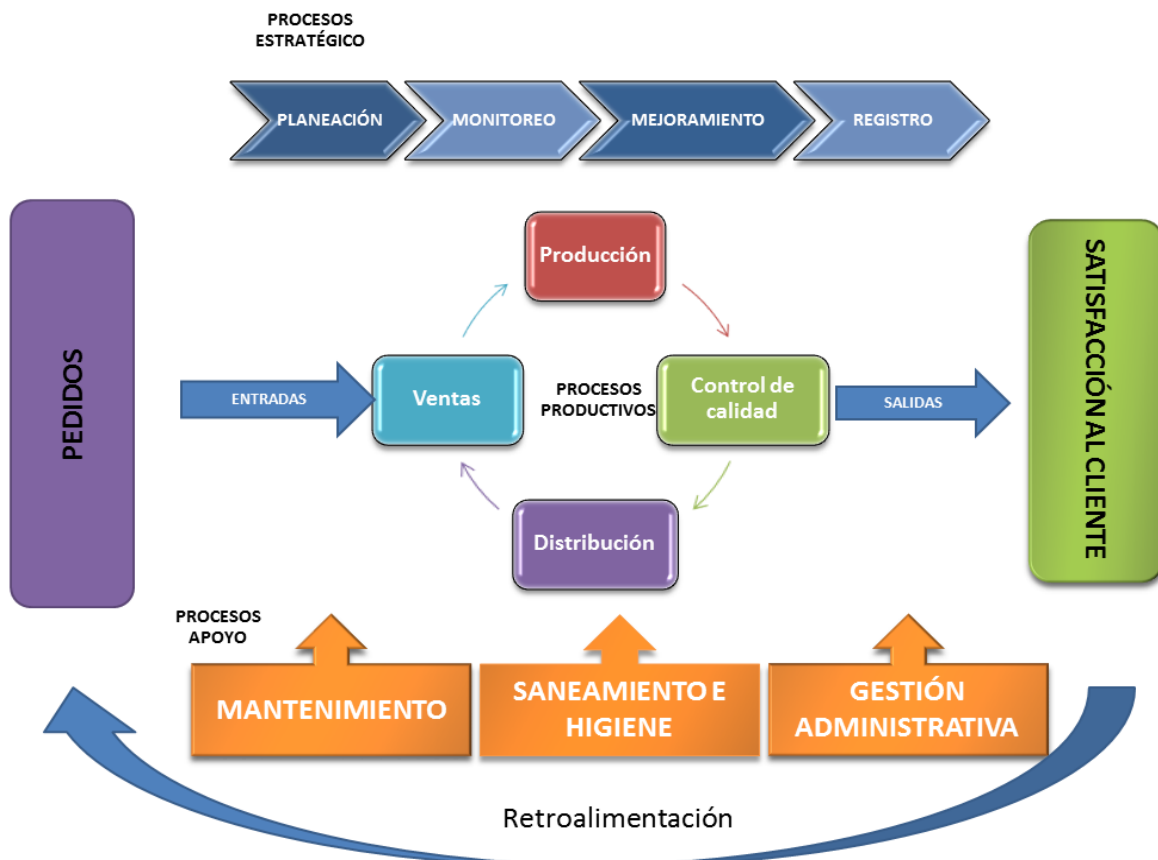 PROCESOS
ESTRATÉGICO
PLANEACIÓN
MONITOREO
MEJORAMIENTO
REGISTRO
PEDIDOS
ENTRADAS
Producción
Ventas
PROCESOS
PRODUCTIVOS
Control de
calidad
Distribución
SALIDAS
SATISFACCIÓN AL CLIENTE
PROCESOS
APOYO
MANTENIMIENTO
SANEAMIENTO E
HIGIENE
GESTIÓN
ADMINISTRATIVA
Retroalimentación